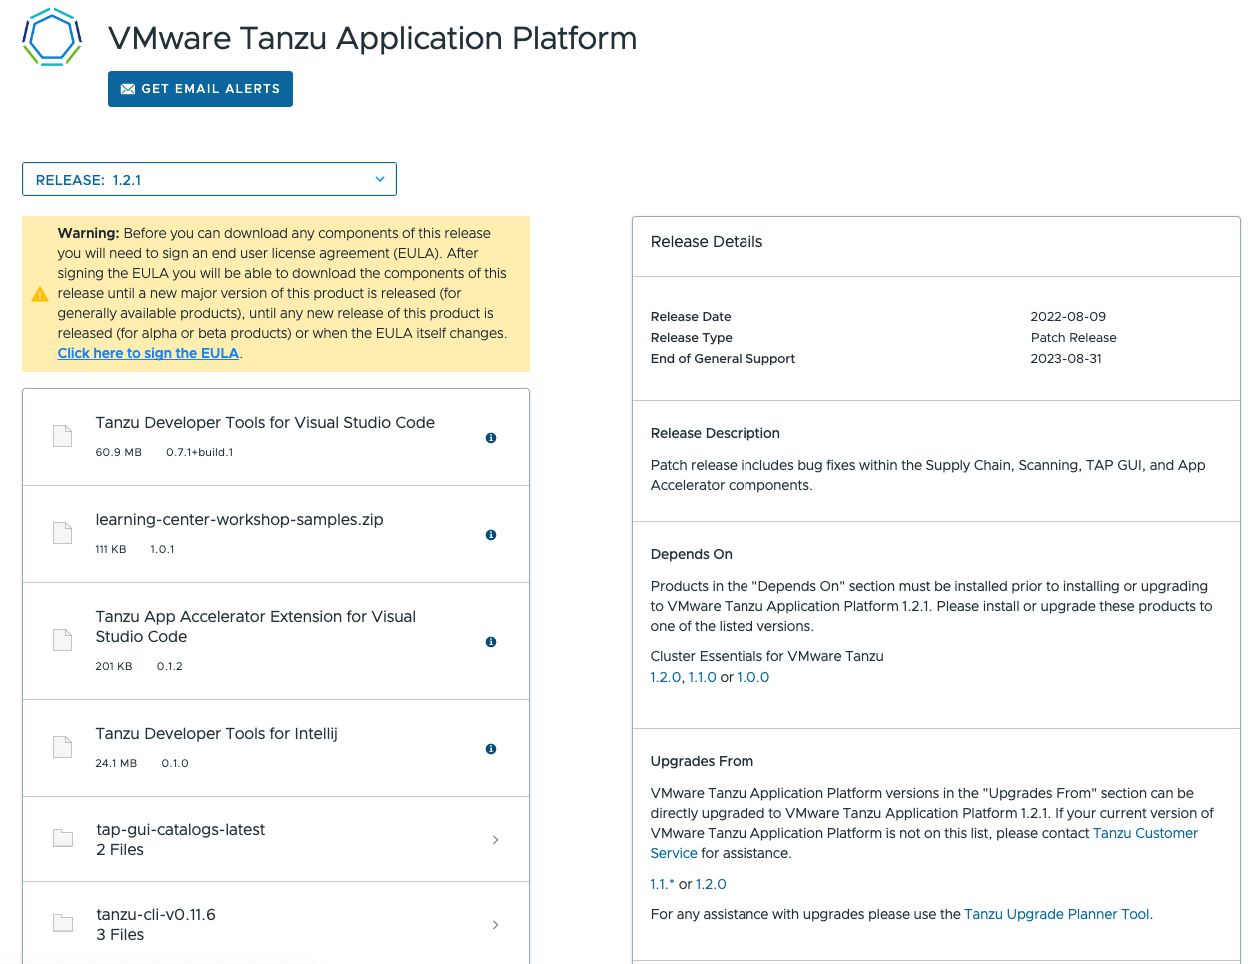 VMware Tanzu Application Platform
GET EMAIL ALERTS
RELEASE: 1.2.1
Warning: Before you can download any components of this release
you will need to sign an end user license agreement (EULA). After
signing the EULA you will be able to download the components of this
release until a new major version of this product is released (for
generally available products), until any new release of this product is
released (for alpha or beta products) or when the EULA itself changes.
Click here to sign the EULA.
Tanzu Developer Tools for Visual Studio Code
60.9 MB 0.7.1+build.1
learning-center-workshop-samples.zip
111 KB 1.0.1
Tanzu App Accelerator Extension for Visual
Studio Code
201 KB 0.1.2
Tanzu Developer Tools for Intellij
24.1 MB 0.1.0
tap-gui-catalogs-latest
2 Files
tanzu-cli-v0.11.6
3 Files
Release Details
Release Date 2022-08-09
Release Type Patch Release
End of General Support 2023-08-31
Release Description
Patch release includes bug fixes within the Supply Chain, Scanning, TAP GUI, and App
Accelerator components.
Depends On
Products in the "Depends On" section must be installed prior to installing or upgrading
to VMware Tanzu Application Platform 1.2.1. Please install or upgrade these products to
one of the listed versions.
Cluster Essentials for VMware Tanzu
1.2.0, 1.1.0 or 1.0.0
Upgrades From
VMware Tanzu Application Platform versions in the "Upgrades From" section can be
directly upgraded to VMware Tanzu Application Platform 1.2.1. If your current version of
VMware Tanzu Application Platform is not on this list, please contact Tanzu Customer
Service for assistance.
1.1.* or 1.2.0
For any assistance with upgrades please use the Tanzu Upgrade Planner Tool.